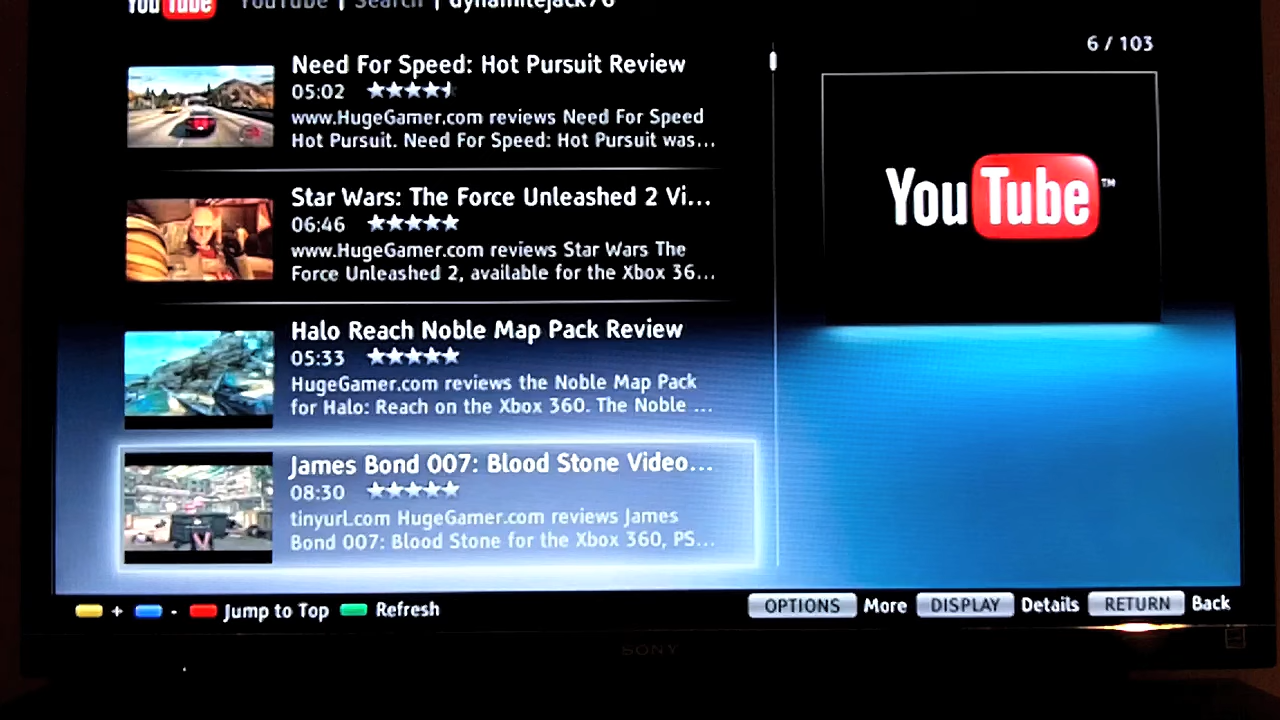 YouTube YouTube | Search | dynamitejack76
6 / 103
Need For Speed: Hot Pursuit Review
05:02
www.HugeGamer.com reviews Need For Speed
Hot Pursuit. Need For Speed: Hot Pursuit was...
Star Wars: The Force Unleashed 2 Vi...
06:46
www.HugeGamer.com reviews Star Wars The
Force Unleashed 2, available for the Xbox 36...
Halo Reach Noble Map Pack Review
05:33
HugeGamer.com reviews the Noble Map Pack
for Halo: Reach on the Xbox 360. The Noble ...
James Bond 007: Blood Stone Video...
08:30
tinyurl.com HugeGamer.com reviews James
Bond 007: Blood Stone for the Xbox 360, PS...
YouTube™
+ - Jump to Top Refresh
OPTIONS More DISPLAY Details RETURN Back
SONY